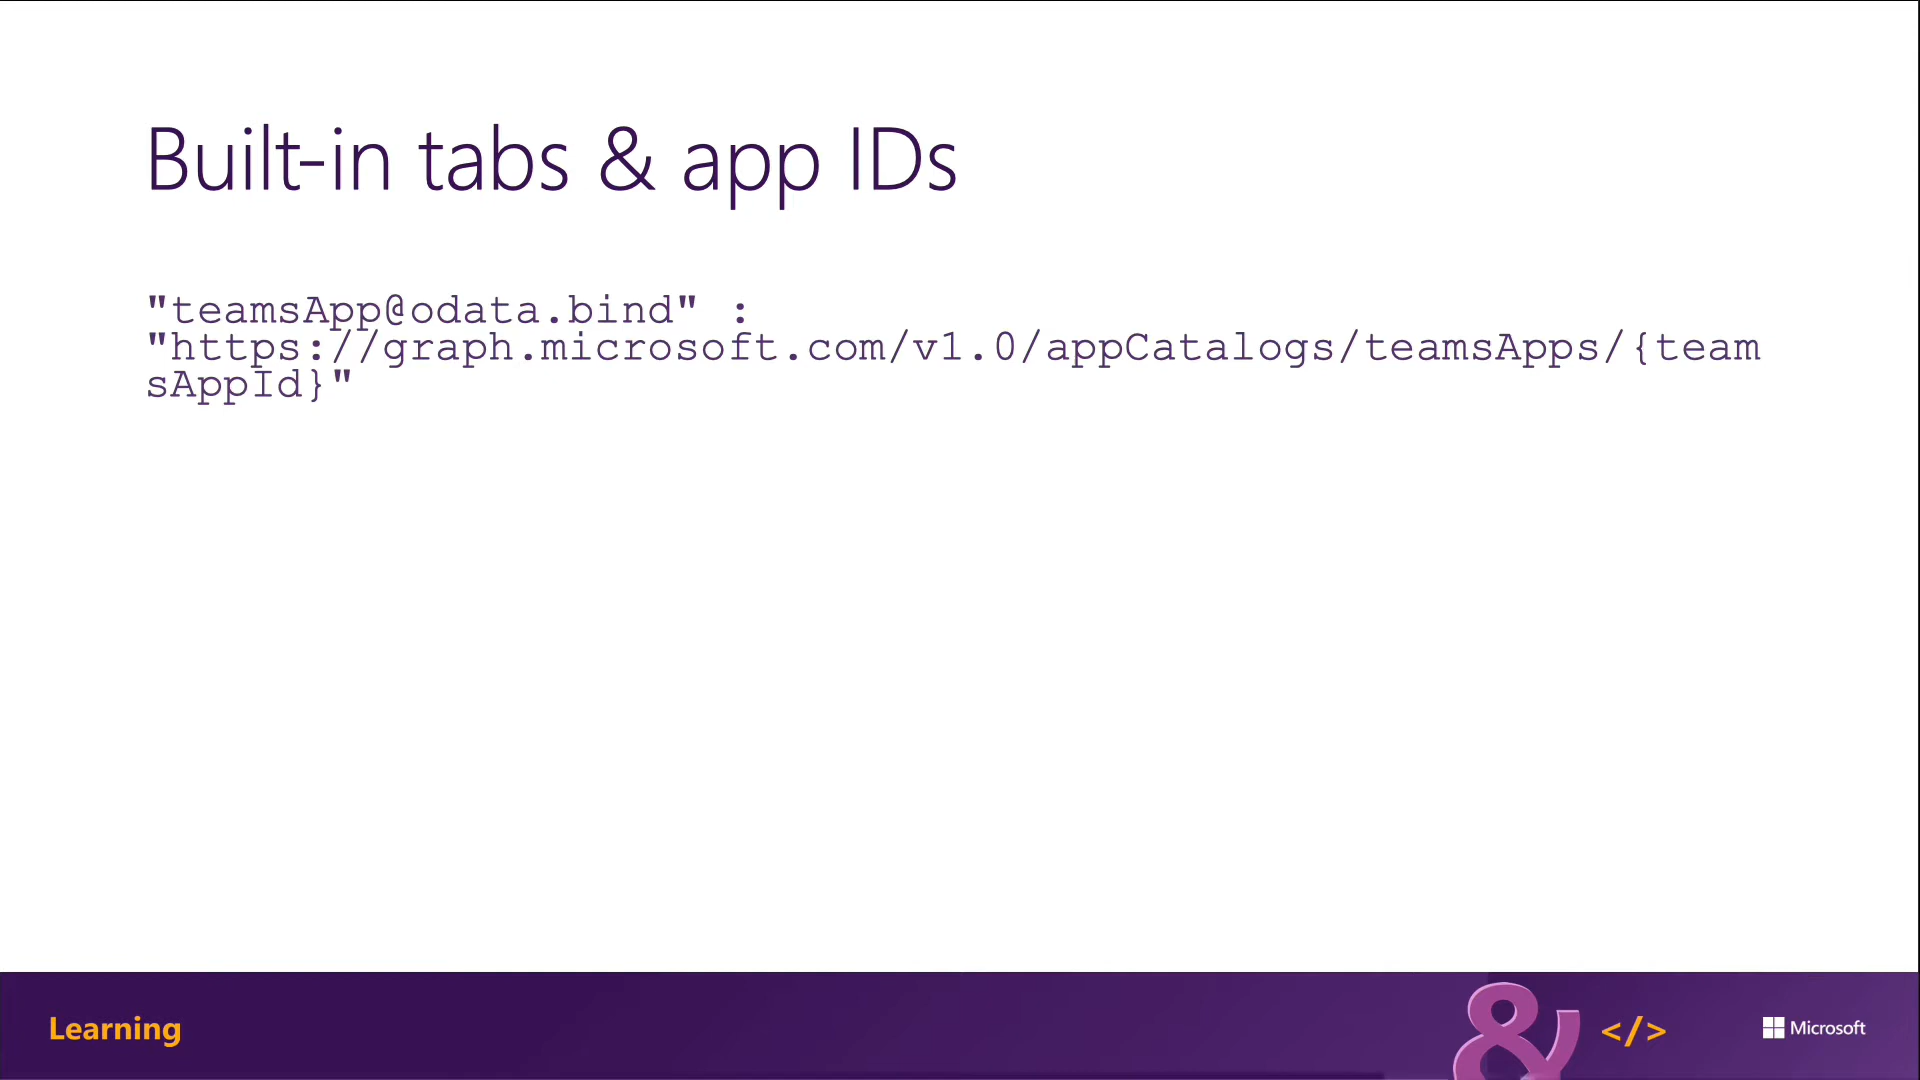 Built-in tabs & app IDs
"teamsApp@odata.bind" :
"https://graph.microsoft.com/v1.0/appCatalogs/teamsApps/{team
sAppId}"
Learning
& </>
Microsoft